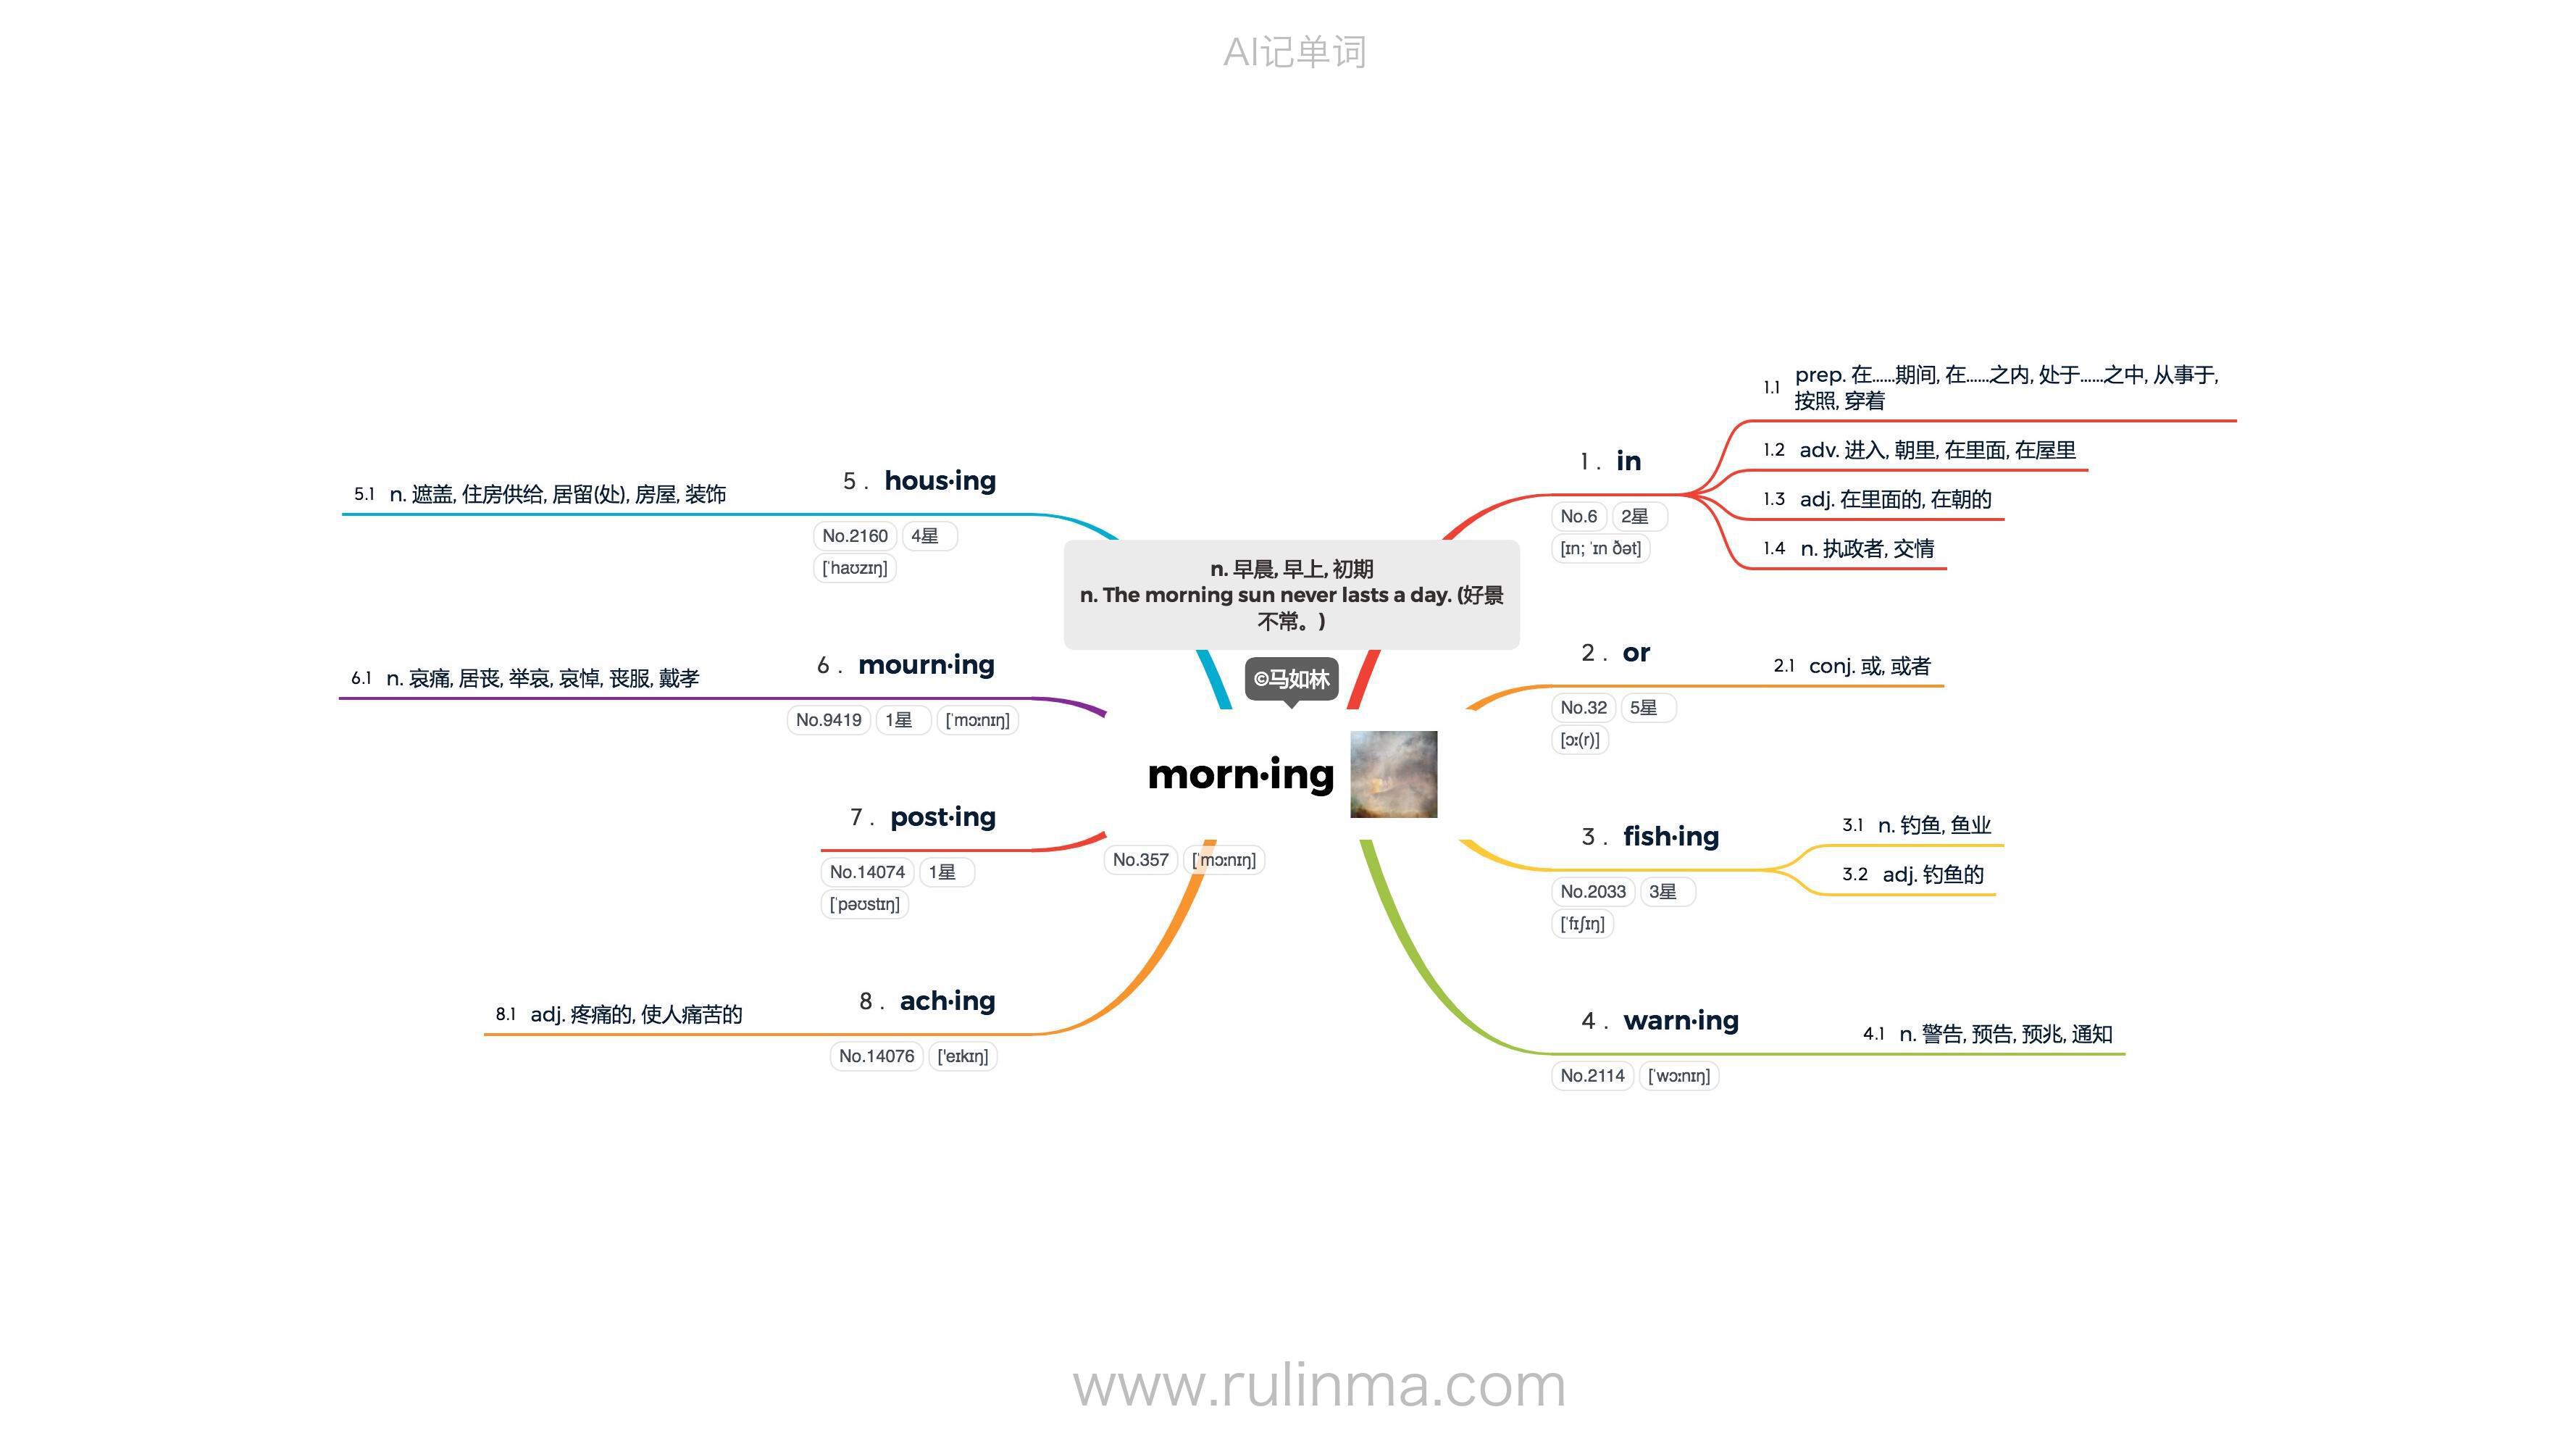 AI记单词
n. 早晨, 早上, 初期
n. The morning sun never lasts a day. (好景
不常。)
©马如林
morn·ing
No.357 [ˈmɔːnɪŋ]
1 . in
No.6 2星
[ɪn; ˈɪn ðət]
1.1 prep. 在……期间, 在……之内, 处于……之中, 从事于,
按照, 穿着
1.2 adv. 进入, 朝里, 在里面, 在屋里
1.3 adj. 在里面的, 在朝的
1.4 n. 执政者, 交情
2 . or
No.32 5星
[ɔː(r)]
2.1 conj. 或, 或者
3 . fish·ing
No.2033 3星
[ˈfɪʃɪŋ]
3.1 n. 钓鱼, 鱼业
3.2 adj. 钓鱼的
4 . warn·ing
No.2114 [ˈwɔːnɪŋ]
4.1 n. 警告, 预告, 预兆, 通知
5 . hous·ing
No.2160 4星
[ˈhaʊzɪŋ]
5.1 n. 遮盖, 住房供给, 居留(处), 房屋, 装饰
6 . mourn·ing
No.9419 1星 [ˈmɔːnɪŋ]
6.1 n. 哀痛, 居丧, 举哀, 哀悼, 丧服, 戴孝
7 . post·ing
No.14074 1星
[ˈpəʊstɪŋ]
8 . ach·ing
No.14076 ['eɪkɪŋ]
8.1 adj. 疼痛的, 使人痛苦的
www.rulinma.com